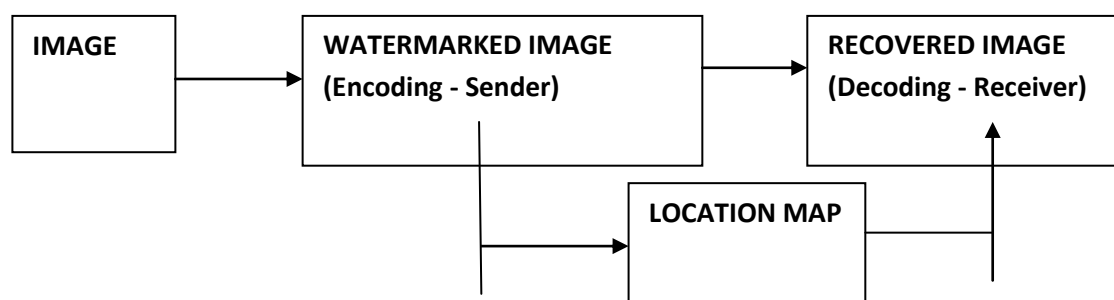 IMAGE
WATERMARKED IMAGE
(Encoding - Sender)
RECOVERED IMAGE
(Decoding - Receiver)
LOCATION MAP